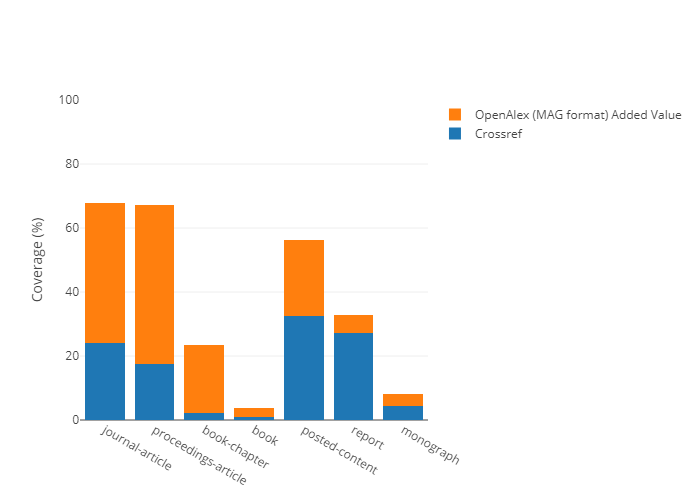 100
80
60
40
20
0
Coverage (%)
journal-article
proceedings-article
book-chapter
book
posted-content
report
monograph
OpenAlex (MAG format) Added Value
Crossref